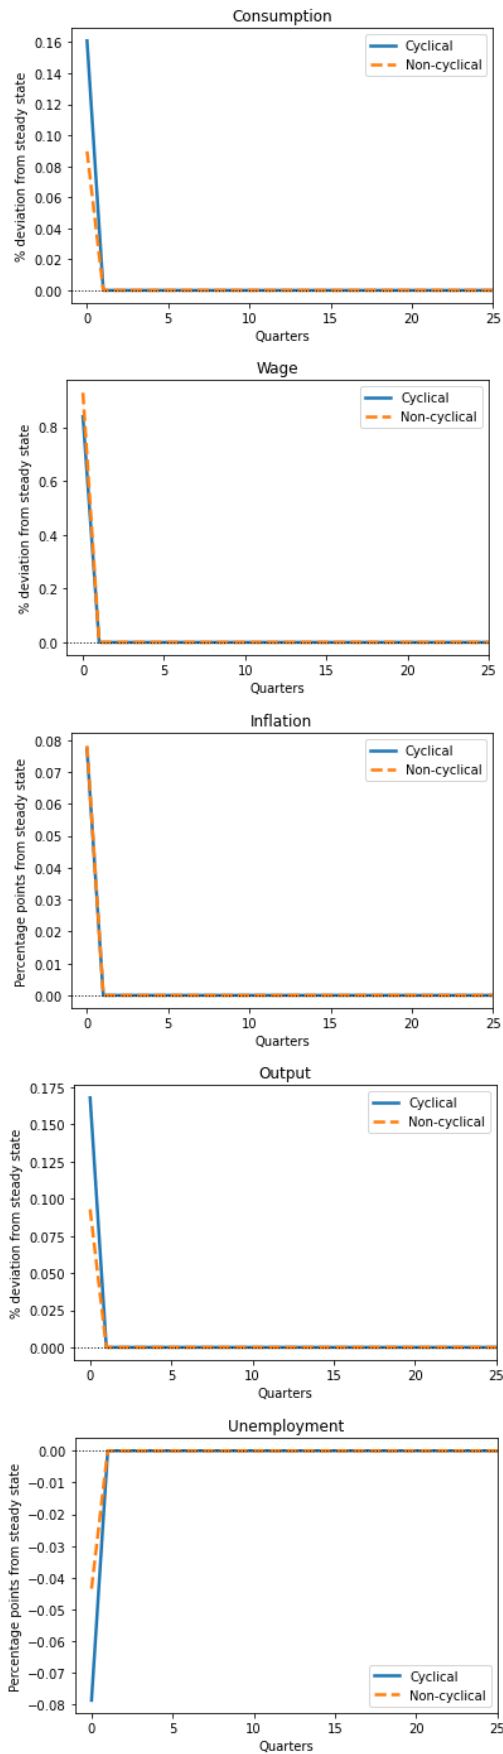 Consumption
% deviation from steady state
0.16
0.14
0.12
0.10
0.08
0.06
0.04
0.02
0.00
Cyclical
Non-cyclical
0 5 10 15 20 25
Quarters
Wage
% deviation from steady state
0.8
0.6
0.4
0.2
0.0
Cyclical
Non-cyclical
0 5 10 15 20 25
Quarters
Inflation
Percentage points from steady state
0.08
0.07
0.06
0.05
0.04
0.03
0.02
0.01
0.00
Cyclical
Non-cyclical
0 5 10 15 20 25
Quarters
Output
% deviation from steady state
0.175
0.150
0.125
0.100
0.075
0.050
0.025
0.000
Cyclical
Non-cyclical
0 5 10 15 20 25
Quarters
Unemployment
Percentage points from steady state
0.00
−0.01
−0.02
−0.03
−0.04
−0.05
−0.06
−0.07
−0.08
Cyclical
Non-cyclical
0 5 10 15 20 25
Quarters